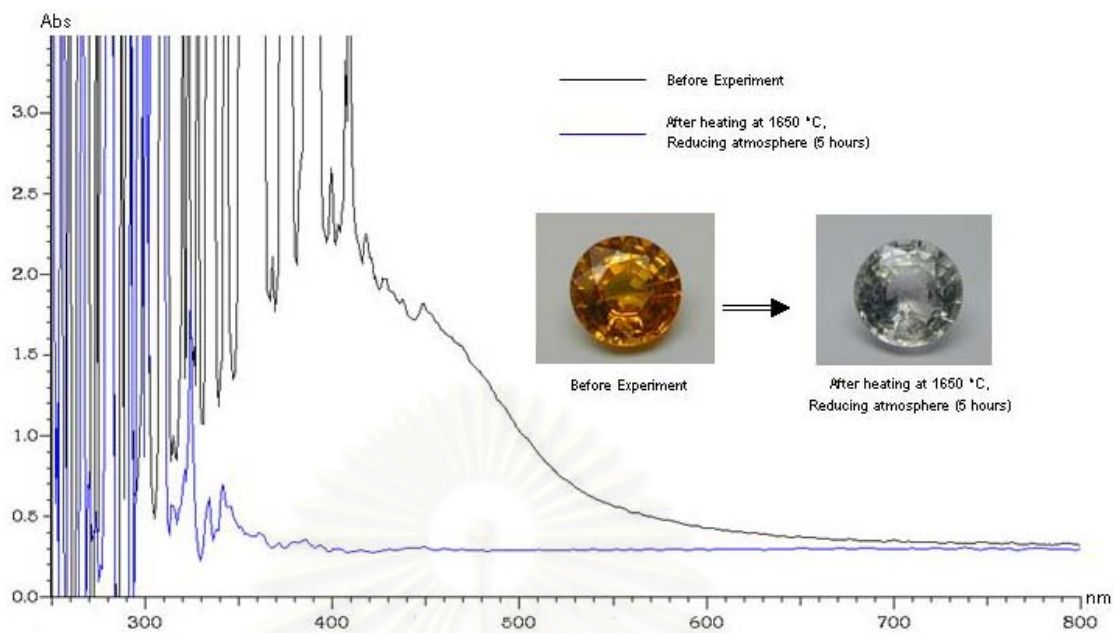 Abs
3.0
2.5
2.0
1.5
1.0
0.5
0.0
300
400
500
600
700
800
nm
Before Experiment
After heating at 1650 °C,
Reducing atmosphere (5 hours)
Before Experiment
After heating at 1650 °C,
Reducing atmosphere (5 hours)